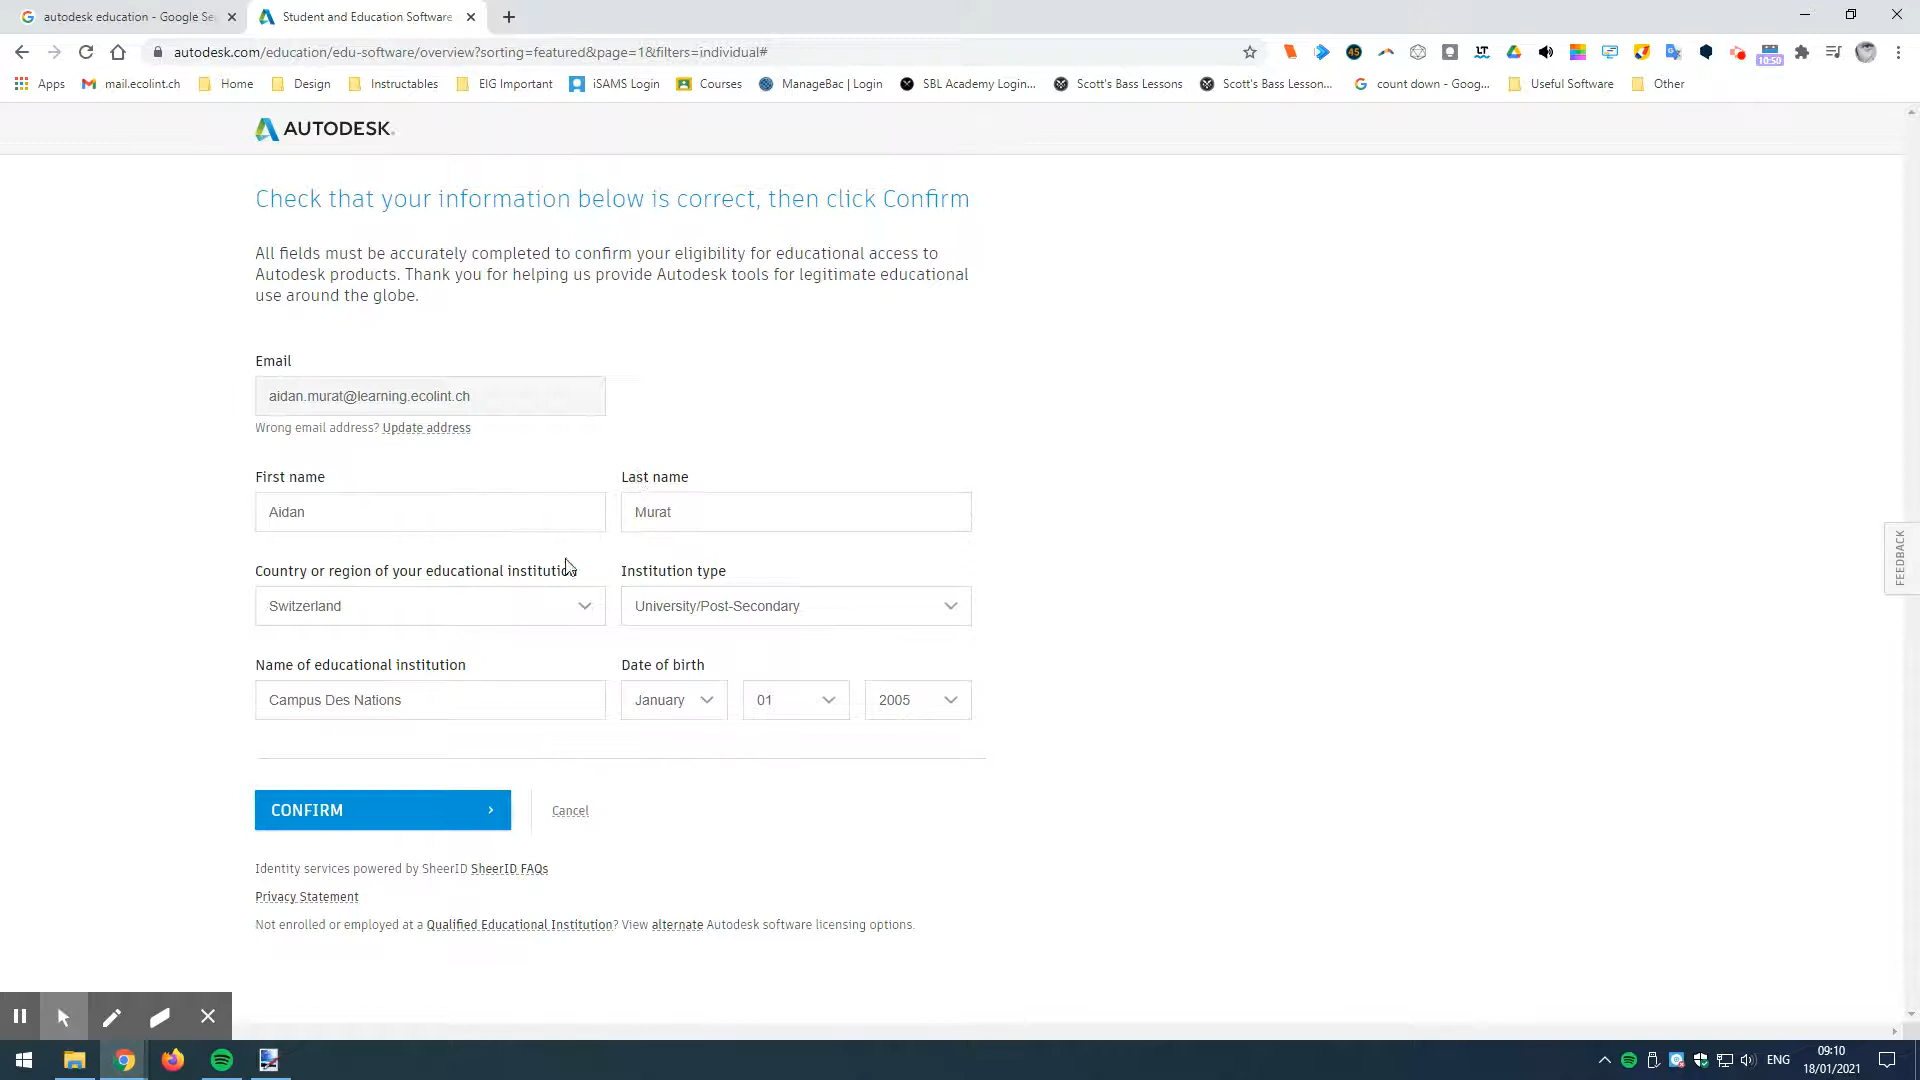 autodesk education - Google Se
Student and Education Software
autodesk.com/education/edu-software/overview?sorting=featured&page=1&filters=individual#
45
LT
10:50
Apps
mail.ecolint.ch
Home
Design
Instructables
EIG Important
iSAMS Login
Courses
ManageBac | Login
SBL Academy Login...
Scott's Bass Lessons
Scott's Bass Lesson...
count down - Goog...
Useful Software
Other
AUTODESK.
Check that your information below is correct, then click Confirm
All fields must be accurately completed to confirm your eligibility for educational access to
Autodesk products. Thank you for helping us provide Autodesk tools for legitimate educational
use around the globe.
Email
aidan.murat@learning.ecolint.ch
Wrong email address? Update address
First name
Last name
Aidan
Murat
Country or region of your educational institution
Institution type
Switzerland
University/Post-Secondary
Name of educational institution
Date of birth
Campus Des Nations
January
01
2005
CONFIRM
Cancel
Identity services powered by SheerID SheerID FAQs
Privacy Statement
Not enrolled or employed at a Qualified Educational Institution? View alternate Autodesk software licensing options.
FEEDBACK
ENG
09:10
18/01/2021